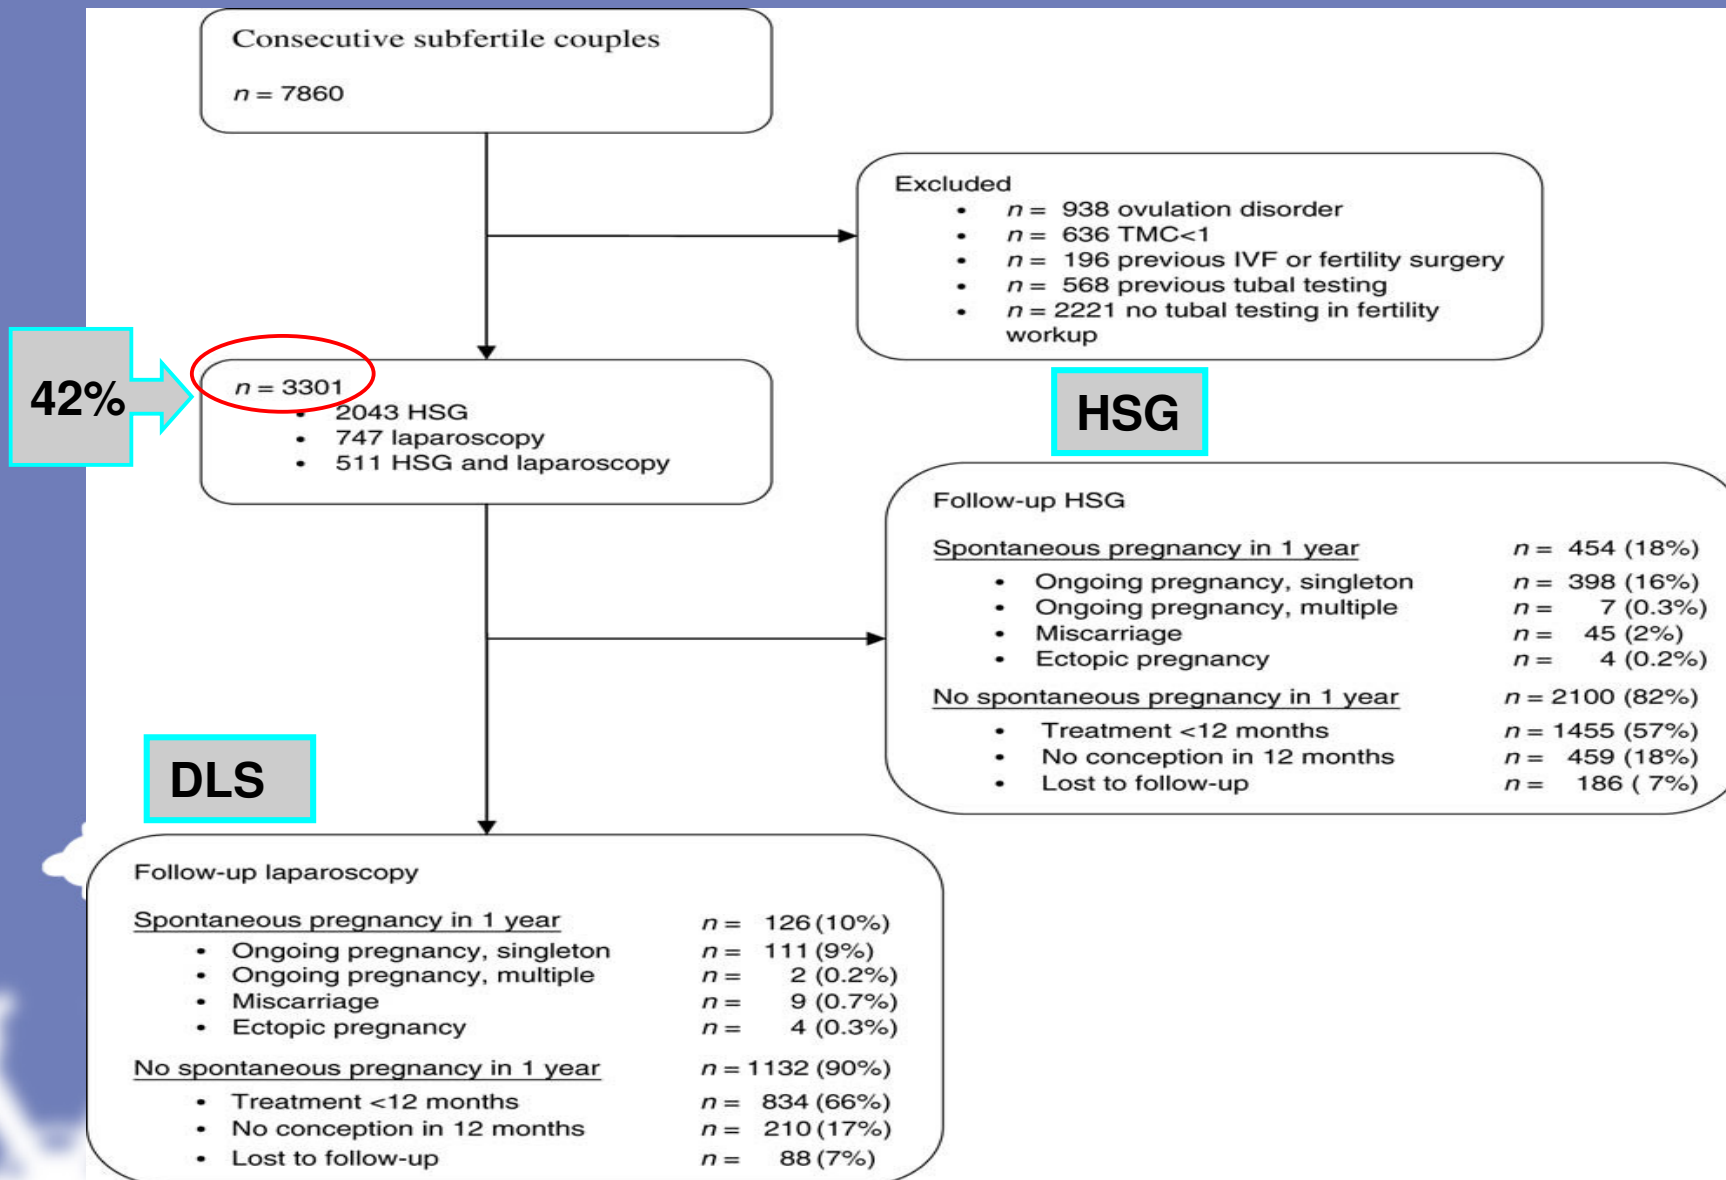 Consecutive subfertile couples
n = 7860
Excluded
• n = 938 ovulation disorder
• n = 636 TMC<1
• n = 196 previous IVF or fertility surgery
• n = 568 previous tubal testing
• n = 2221 no tubal testing in fertility
workup
42%
n = 3301
• 2043 HSG
• 747 laparoscopy
• 511 HSG and laparoscopy
HSG
Follow-up HSG
Spontaneous pregnancy in 1 year n = 454 (18%)
• Ongoing pregnancy, singleton n = 398 (16%)
• Ongoing pregnancy, multiple n = 7 (0.3%)
• Miscarriage n = 45 (2%)
• Ectopic pregnancy n = 4 (0.2%)
No spontaneous pregnancy in 1 year n = 2100 (82%)
• Treatment <12 months n = 1455 (57%)
• No conception in 12 months n = 459 (18%)
• Lost to follow-up n = 186 ( 7%)
DLS
Follow-up laparoscopy
Spontaneous pregnancy in 1 year n = 126 (10%)
• Ongoing pregnancy, singleton n = 111 (9%)
• Ongoing pregnancy, multiple n = 2 (0.2%)
• Miscarriage n = 9 (0.7%)
• Ectopic pregnancy n = 4 (0.3%)
No spontaneous pregnancy in 1 year n = 1132 (90%)
• Treatment <12 months n = 834 (66%)
• No conception in 12 months n = 210 (17%)
• Lost to follow-up n = 88 (7%)